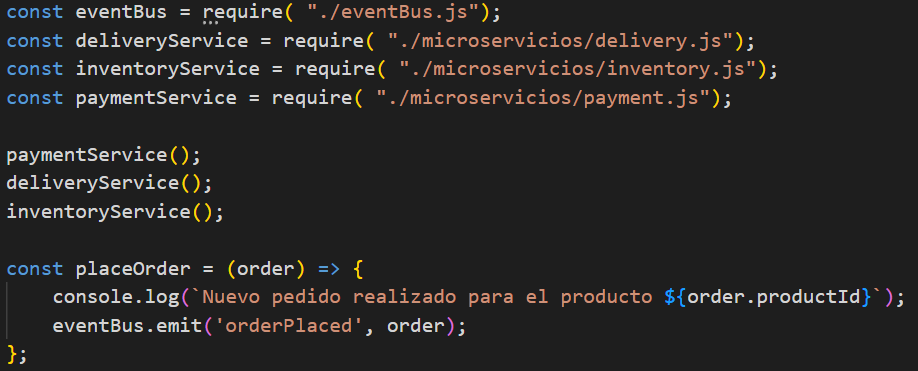 const eventBus = require( "./eventBus.js");
const deliveryService = require( "./microservicios/delivery.js");
const inventoryService = require( "./microservicios/inventory.js");
const paymentService = require( "./microservicios/payment.js");
paymentService();
deliveryService();
inventoryService();
const placeOrder = (order) => {
    console.log(`Nuevo pedido realizado para el producto ${order.productId}`);
    eventBus.emit('orderPlaced', order);
};